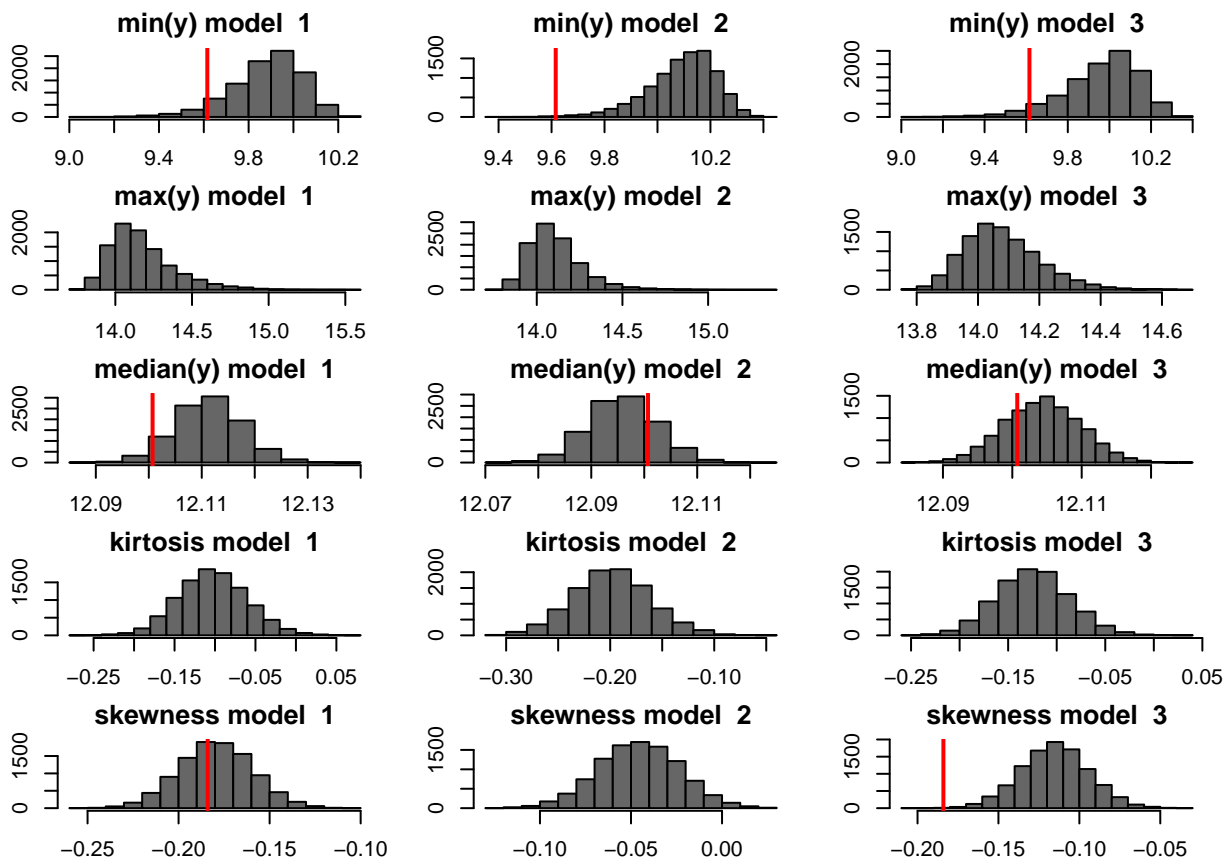 min(y) model 1 min(y) model 2 min(y) model 3
0 2000 0 1500 0 2000
9.0 9.4 9.8 10.2 9.4 9.6 9.8 10.2 9.0 9.4 9.8 10.2
max(y) model 1 max(y) model 2 max(y) model 3
0 2000 0 2500 0 1500
14.0 14.5 15.0 15.5 14.0 14.5 15.0 13.8 14.0 14.2 14.4 14.6
median(y) model 1 median(y) model 2 median(y) model 3
0 2500 0 2500 0 1500
12.09 12.11 12.13 12.07 12.09 12.11 12.09 12.11
kirtosis model 1 kirtosis model 2 kirtosis model 3
0 1500 0 2000 0 1500
−0.25 −0.15 −0.05 0.05 −0.30 −0.20 −0.10 −0.25 −0.15 −0.05 0.05
skewness model 1 skewness model 2 skewness model 3
0 1500 0 1500 0 1500
−0.25 −0.20 −0.15 −0.10 −0.10 −0.05 0.00 −0.20 −0.15 −0.10 −0.05